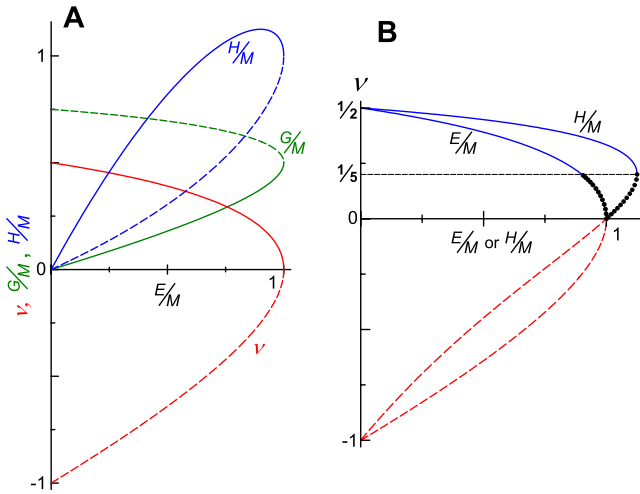 A
1
H/M
G/M
0
E/M
1
ν
-1
ν, G/M, H/M
B
ν
1/2
H/M
E/M
1/5
0
E/M or H/M
1
-1